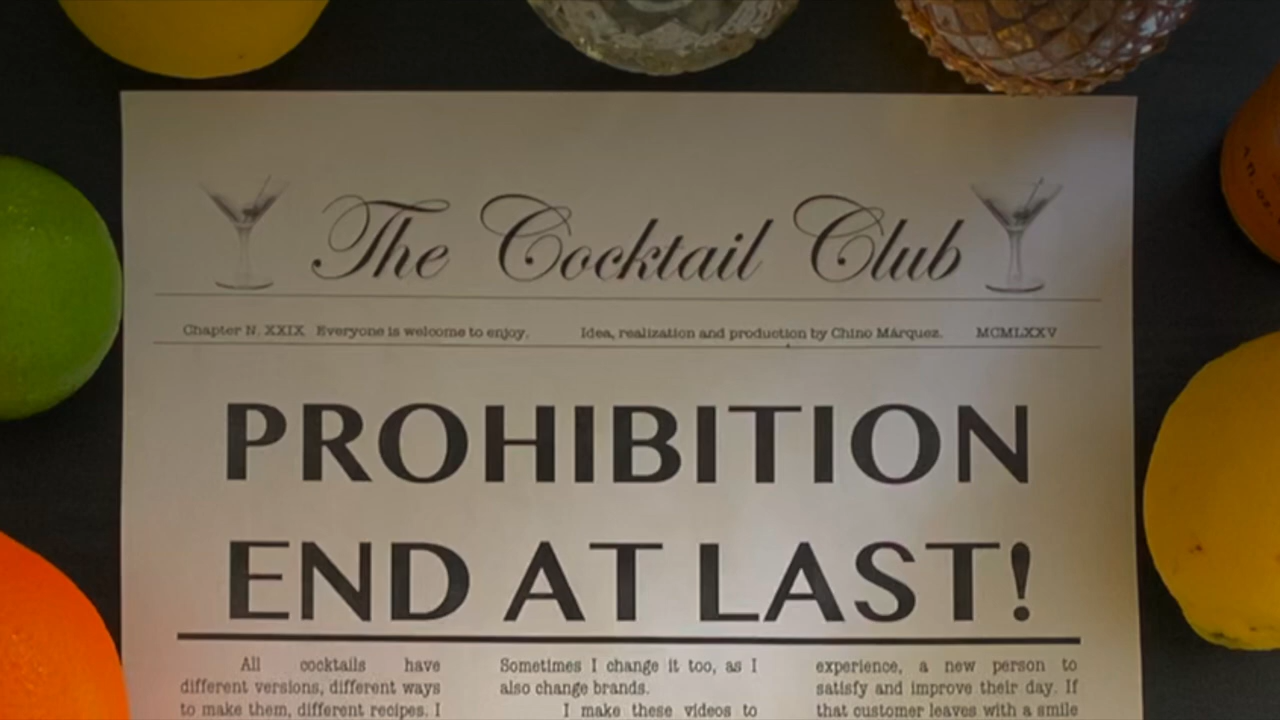 The Cocktail Club
Chapter N. XXIX Everyone is welcome to enjoy. Idea, realization and production by Chino Márquez. MCMLXXV
PROHIBITION
END AT LAST!
All cocktails have
different versions, different ways
to make them, different recipes. I
Sometimes I change it too, as I
also change brands.
I make these videos to
experience, a new person to
satisfy and improve their day. If
that customer leaves with a smile